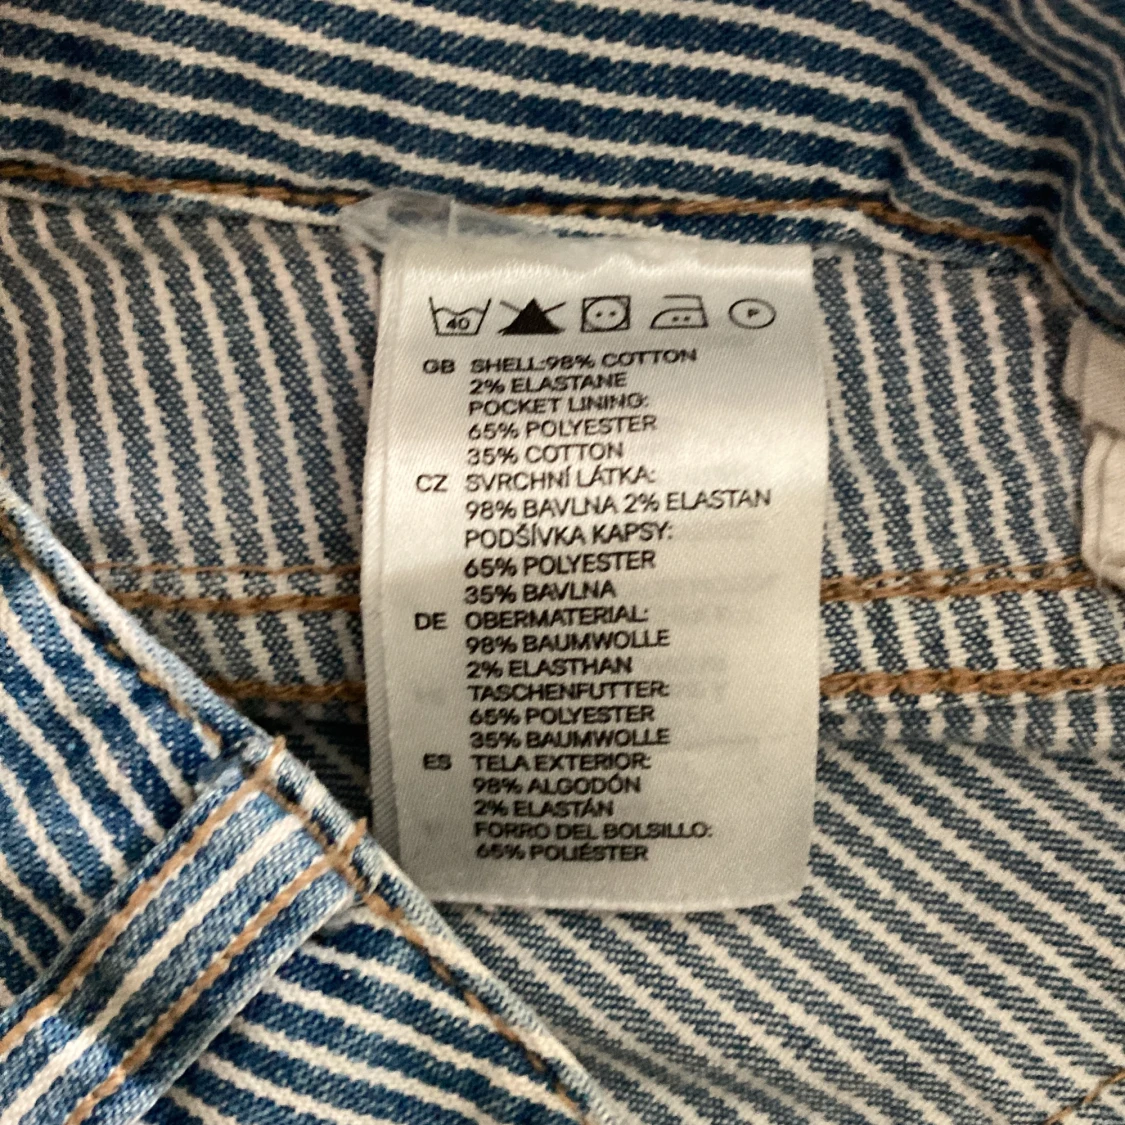 40 P
GB SHELL:98% COTTON
2% ELASTANE
POCKET LINING:
65% POLYESTER
35% COTTON
CZ SVRCHNÍ LÁTKA:
98% BAVLNA 2% ELASTAN
PODŠÍVKA KAPSY:
65% POLYESTER
35% BAVLNA
DE OBERMATERIAL:
98% BAUMWOLLE
2% ELASTHAN
TASCHENFUTTER:
65% POLYESTER
35% BAUMWOLLE
ES TELA EXTERIOR:
98% ALGODÓN
2% ELASTÁN
FORRO DEL BOLSILLO:
65% POLIÉSTER